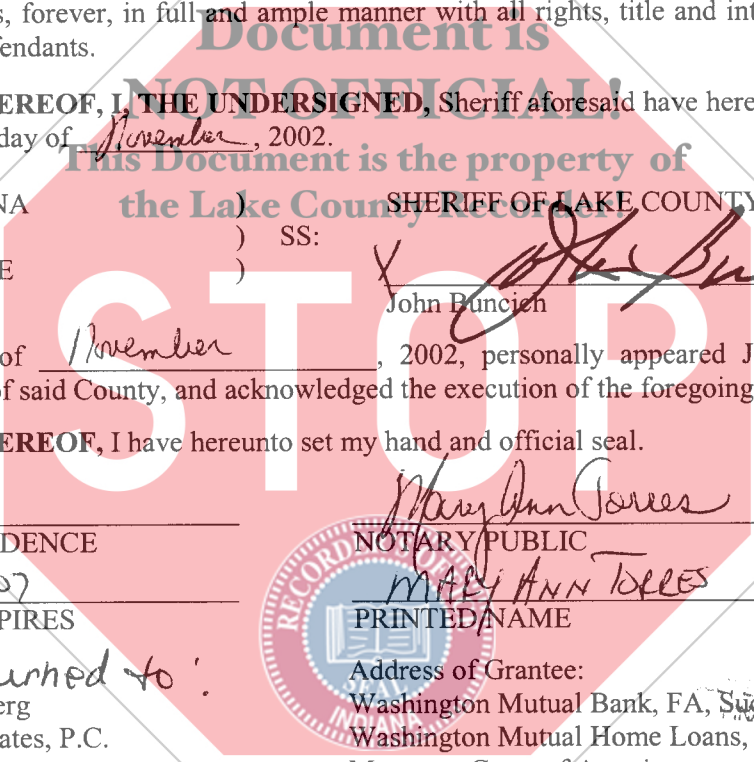 s, forever, in full and ample manner with all rights, title and int
fendants.
Document is
NOT OFFICIAL!
This Document is the property of
the Lake County Recorder!
EREOF, I, THE UNDERSIGNED, Sheriff aforesaid have here
day of November, 2002.
NA ) SHERIFF OF LAKE COUNTY
) SS:
E )
X John Bu
John Buncich
STOP
of November, 2002, personally appeared J
of said County, and acknowledged the execution of the foregoing
EREOF, I have hereunto set my hand and official seal.
Mary Ann Torres
DENCE NOTARY PUBLIC
07 MARY ANN TORRES
PIRES PRINTED NAME
RECORDER
SEAL
INDIANA
urned to:
erg
ates, P.C.
Address of Grantee:
Washington Mutual Bank, FA,
Washington Mutual Home Loans,